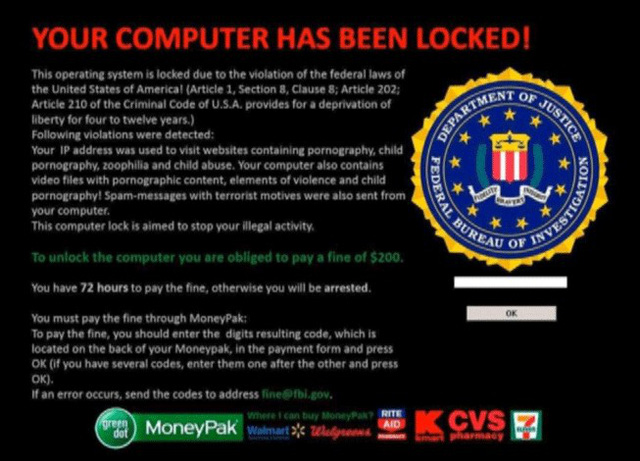 YOUR COMPUTER HAS BEEN LOCKED!
This operating system is locked due to the violation of the federal laws of
the United States of America! (Article 1, Section 8, Clause 8; Article 202;
Article 210 of the Criminal Code of U.S.A. provides for a deprivation of
liberty for four to twelve years.)
Following violations were detected:
Your IP address was used to visit websites containing pornography, child
pornography, zoophilia and child abuse. Your computer also contains
video files with pornographic content, elements of violence and child
pornography! Spam-messages with terrorist motives were also sent from
your computer.
This computer lock is aimed to stop your illegal activity.
To unlock the computer you are obliged to pay a fine of $200.
You have 72 hours to pay the fine, otherwise you will be arrested.
You must pay the fine through MoneyPak:
To pay the fine, you should enter the digits resulting code, which is
located on the back of your Moneypak, in the payment form and press
OK (if you have several codes, enter them one after the other and press
OK).
If an error occurs, send the codes to address fine@fbi.gov.
DEPARTMENT OF JUSTICE
FEDERAL BUREAU OF INVESTIGATION
FIDELITY BRAVERY INTEGRITY
OK
green dot MoneyPak
Where I can buy MoneyPak?
Walmart Walgreens
RITE AID PHARMACY
K kmart
CVS pharmacy
7 ELEVEN